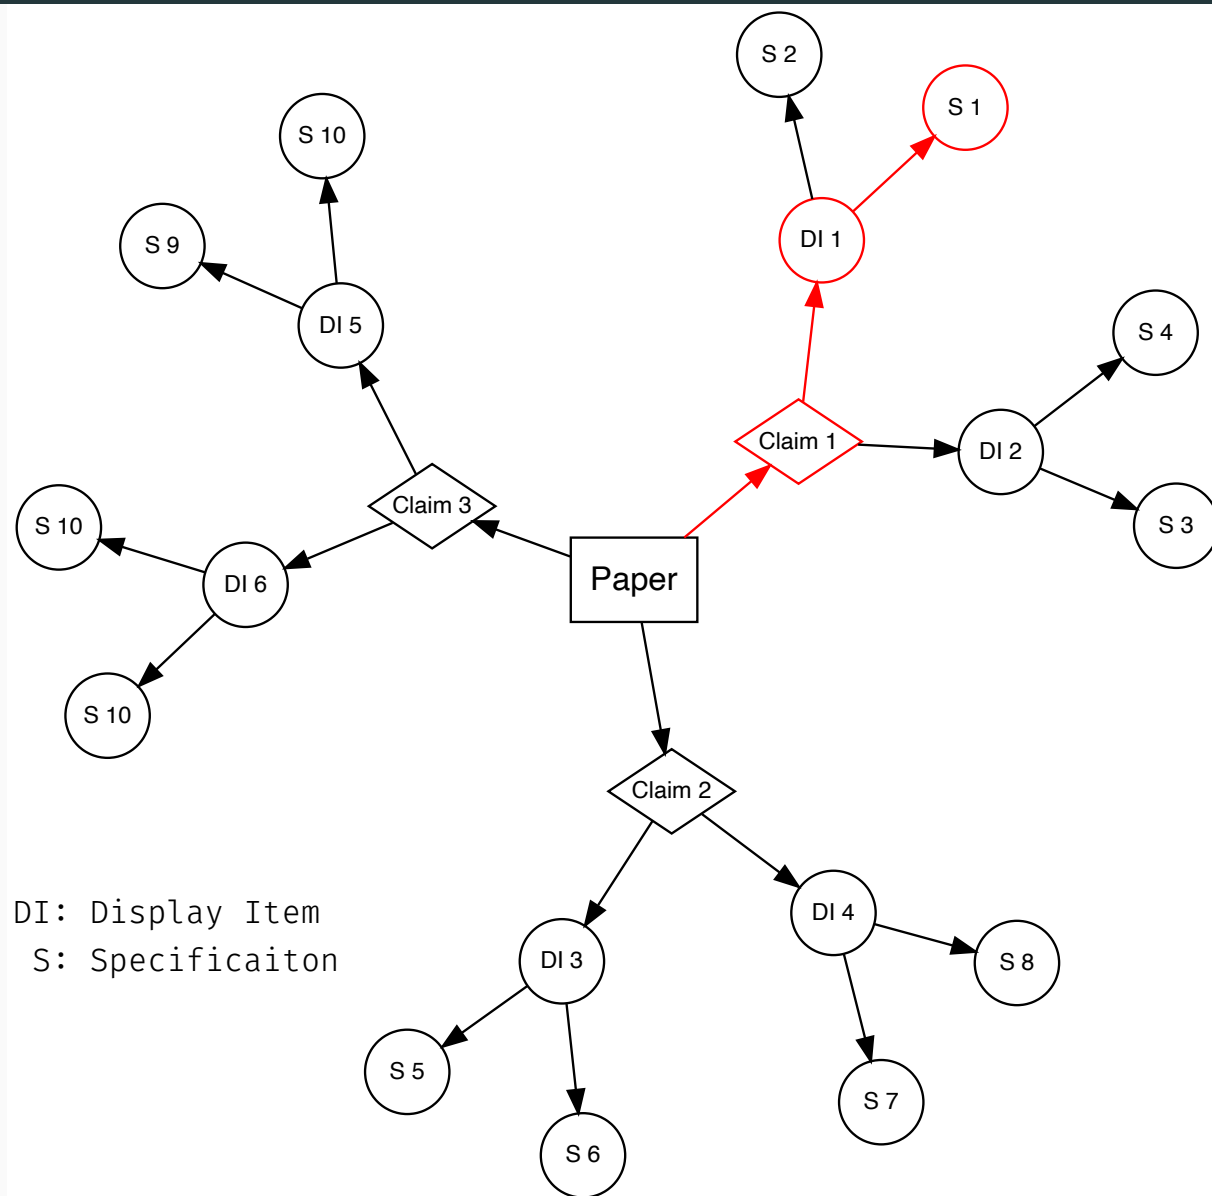 S 2
S 1
S 10
S 9
DI 1
DI 5
S 4
Claim 1
DI 2
Claim 3
S 10
S 3
Paper
DI 6
S 10
Claim 2
DI: Display Item
DI 4
S: Specificaiton
DI 3
S 8
S 5
S 7
S 6